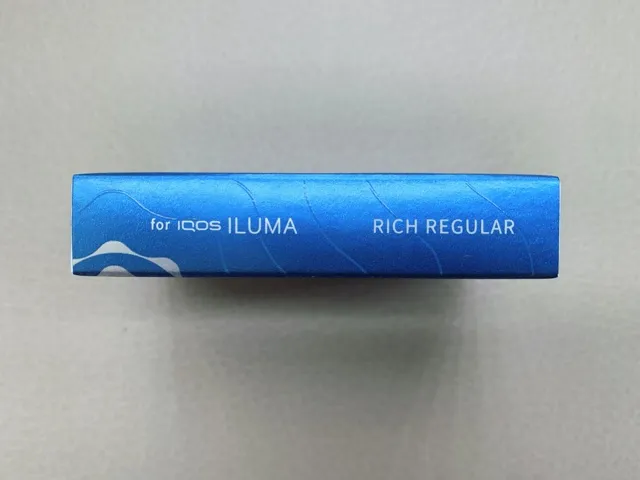 for IQOS ILUMA RICH REGULAR